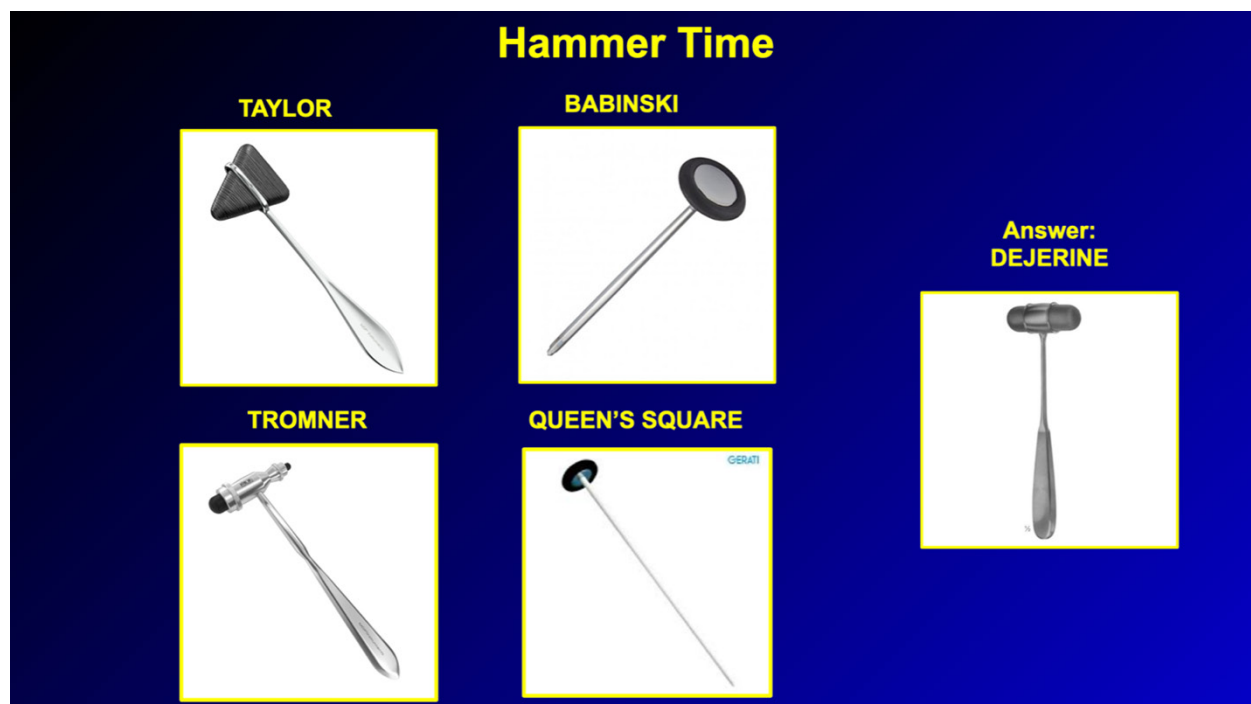 Hammer Time
TAYLOR
BABINSKI
Answer:
DEJERINE
TROMNER
QUEEN’S SQUARE
GERATI